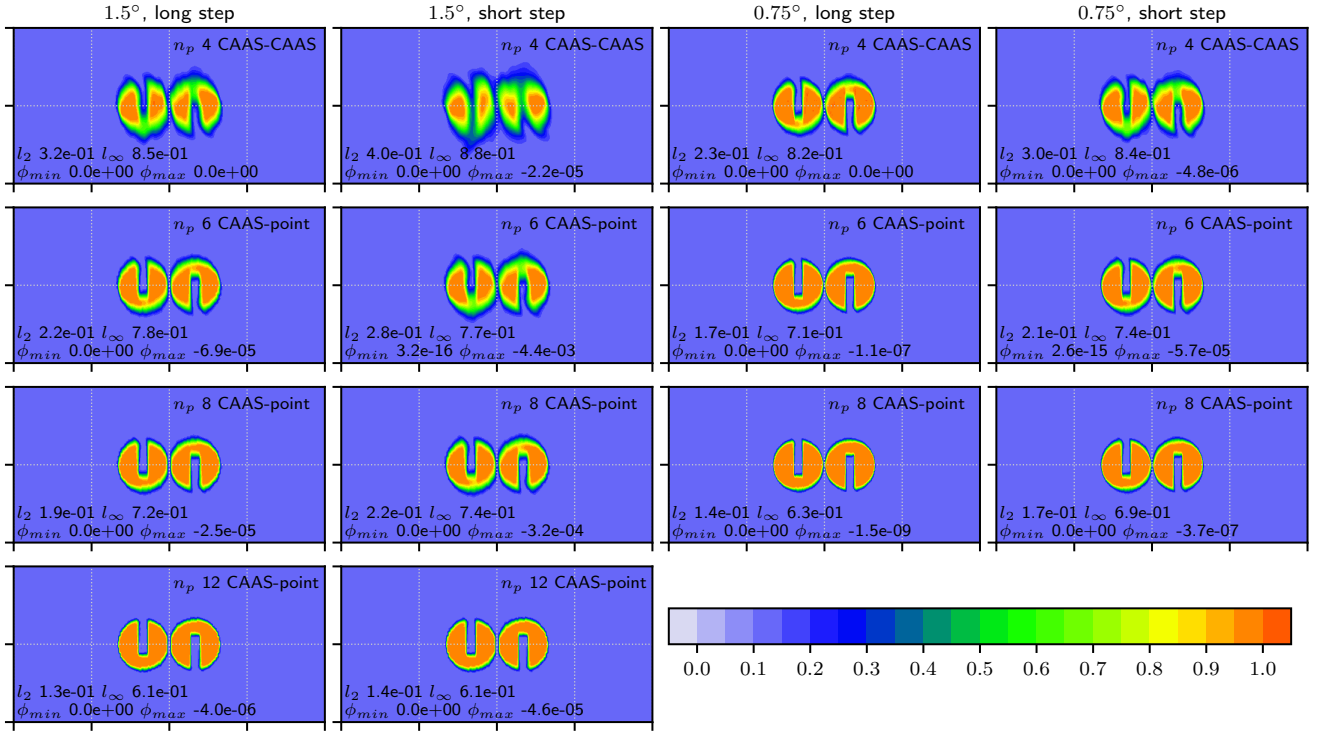 1.5°, long step
1.5°, short step
0.75°, long step
0.75°, short step
n_p 4 CAAS-CAAS
l_2 3.2e-01 l_∞ 8.5e-01
ϕ_min 0.0e+00 ϕ_max 0.0e+00
n_p 4 CAAS-CAAS
l_2 4.0e-01 l_∞ 8.8e-01
ϕ_min 0.0e+00 ϕ_max -2.2e-05
n_p 4 CAAS-CAAS
l_2 2.3e-01 l_∞ 8.2e-01
ϕ_min 0.0e+00 ϕ_max 0.0e+00
n_p 4 CAAS-CAAS
l_2 3.0e-01 l_∞ 8.4e-01
ϕ_min 0.0e+00 ϕ_max -4.8e-06
n_p 6 CAAS-point
l_2 2.2e-01 l_∞ 7.8e-01
ϕ_min 0.0e+00 ϕ_max -6.9e-05
n_p 6 CAAS-point
l_2 2.8e-01 l_∞ 7.7e-01
ϕ_min 3.2e-16 ϕ_max -4.4e-03
n_p 6 CAAS-point
l_2 1.7e-01 l_∞ 7.1e-01
ϕ_min 0.0e+00 ϕ_max -1.1e-07
n_p 6 CAAS-point
l_2 2.1e-01 l_∞ 7.4e-01
ϕ_min 2.6e-15 ϕ_max -5.7e-05
n_p 8 CAAS-point
l_2 1.9e-01 l_∞ 7.2e-01
ϕ_min 0.0e+00 ϕ_max -2.5e-05
n_p 8 CAAS-point
l_2 2.2e-01 l_∞ 7.4e-01
ϕ_min 0.0e+00 ϕ_max -3.2e-04
n_p 8 CAAS-point
l_2 1.4e-01 l_∞ 6.3e-01
ϕ_min 0.0e+00 ϕ_max -1.5e-09
n_p 8 CAAS-point
l_2 1.7e-01 l_∞ 6.9e-01
ϕ_min 0.0e+00 ϕ_max -3.7e-07
n_p 12 CAAS-point
l_2 1.3e-01 l_∞ 6.1e-01
ϕ_min 0.0e+00 ϕ_max -4.0e-06
n_p 12 CAAS-point
l_2 1.4e-01 l_∞ 6.1e-01
ϕ_min 0.0e+00 ϕ_max -4.6e-05
0.0 0.1 0.2 0.3 0.4 0.5 0.6 0.7 0.8 0.9 1.0